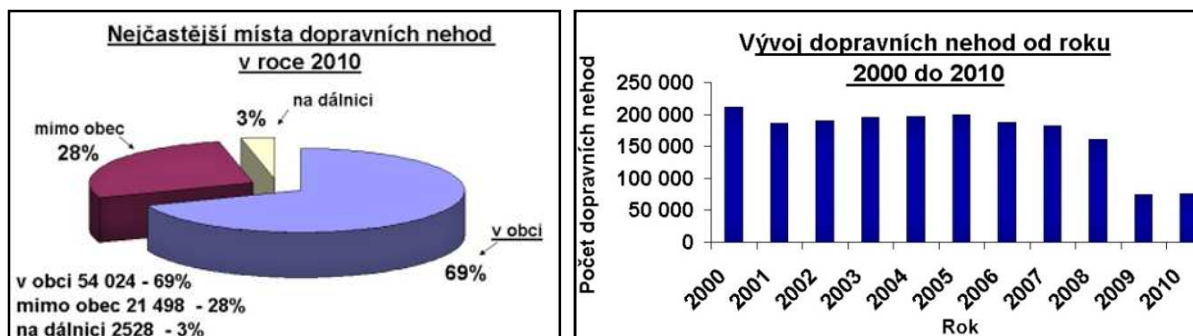 Nejčastější místa dopravních nehod
v roce 2010
na dálnici
3%
mimo obec
28%
v obci
69%
v obci 54 024 - 69%
mimo obec 21 498 - 28%
na dálnici 2528 - 3%
Vývoj dopravních nehod od roku
2000 do 2010
Počet dopravních nehod
250 000
200 000
150 000
100 000
50 000
0
2000
2001
2002
2003
2004
2005
2006
2007
2008
2009
2010
Rok